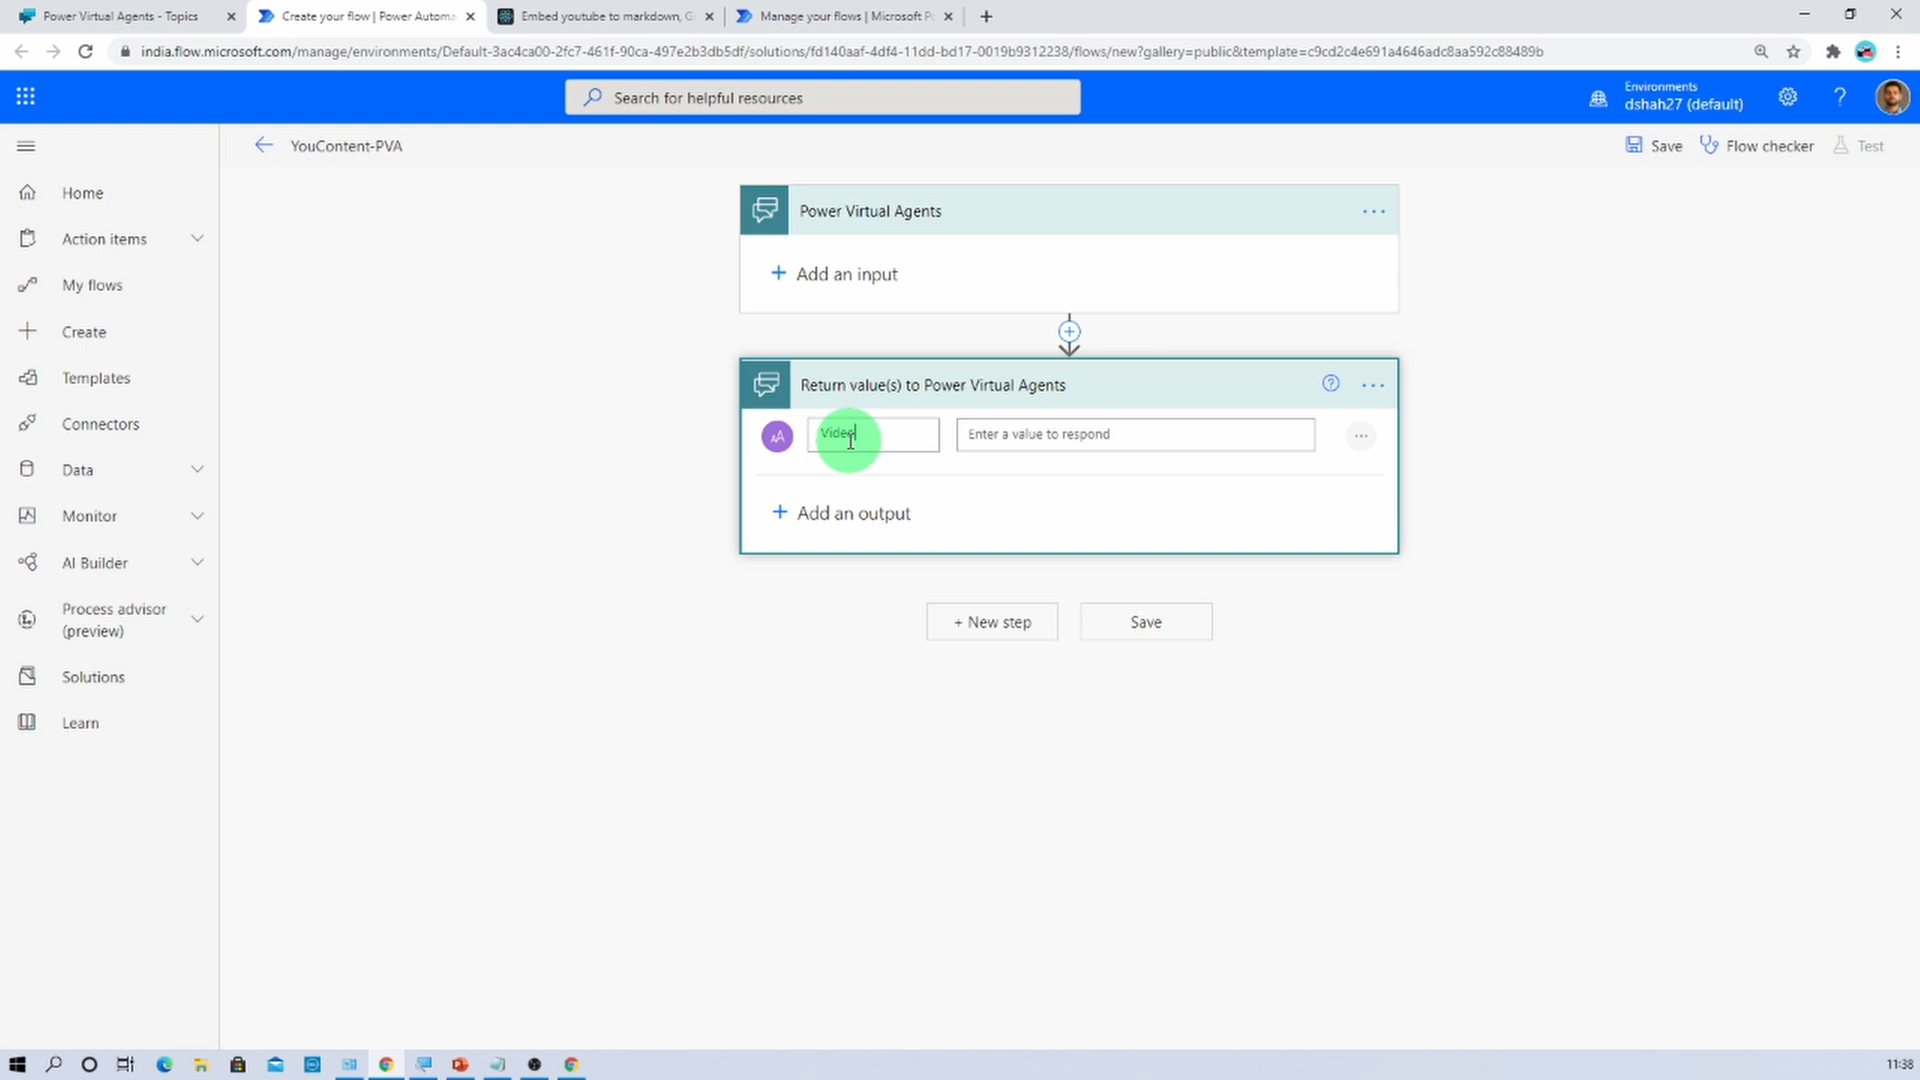 Power Virtual Agents - Topics
Create your flow | Power Automa
Embed youtube to markdown, Gi
Manage your flows | Microsoft Po
india.flow.microsoft.com/manage/environments/Default-3ac4ca00-2fc7-461f-90ca-497e2b3db5df/solutions/fd140aaf-4df4-11dd-bd17-0019b9312238/flows/new?gallery=public&template=c9cd2c4e691a4646adc8aa592c88489b
Search for helpful resources
Environments
dshah27 (default)
YouContent-PVA
Save
Flow checker
Test
Home
Action items
My flows
Create
Templates
Connectors
Data
Monitor
AI Builder
Process advisor
(preview)
Solutions
Learn
Power Virtual Agents
Add an input
Return value(s) to Power Virtual Agents
Video
Enter a value to respond
Add an output
+ New step
Save
11:38